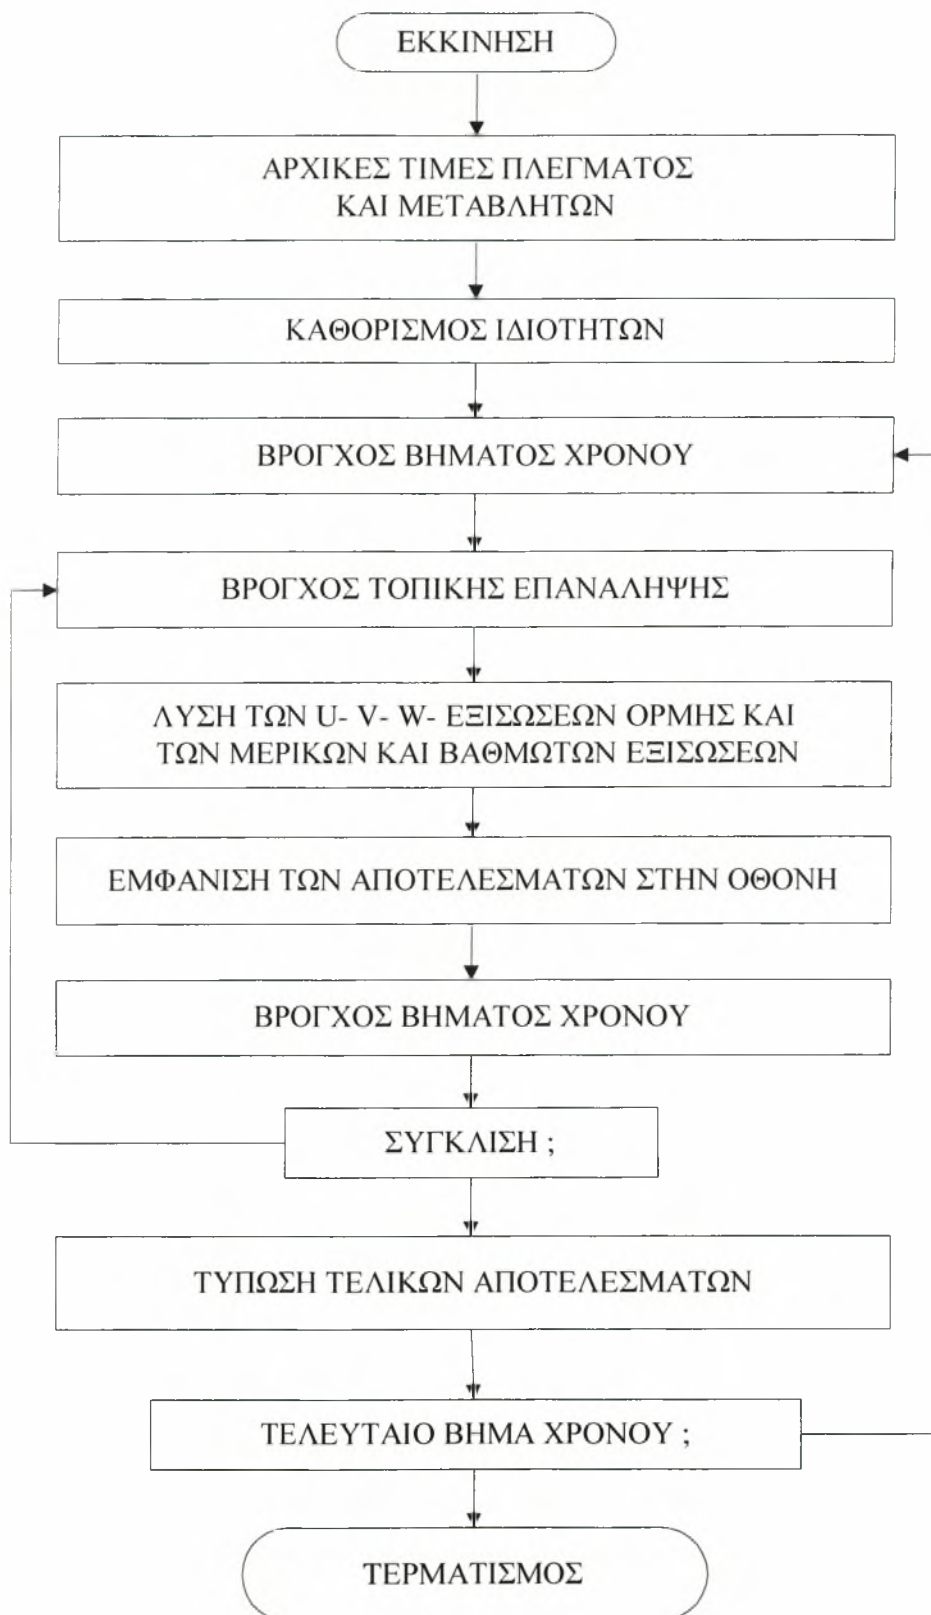 ΕΚΚΙΝΗΣΗ
ΑΡΧΙΚΕΣ ΤΙΜΕΣ ΠΛΕΓΜΑΤΟΣ
ΚΑΙ ΜΕΤΑΒΛΗΤΩΝ
ΚΑΘΟΡΙΣΜΟΣ ΙΔΙΟΤΗΤΩΝ
ΒΡΟΓΧΟΣ ΒΗΜΑΤΟΣ ΧΡΟΝΟΥ
ΒΡΟΓΧΟΣ ΤΟΠΙΚΗΣ ΕΠΑΝΑΛΗΨΗΣ
ΛΥΣΗ ΤΩΝ U- V- W- ΕΞΙΣΩΣΕΩΝ ΟΡΜΗΣ ΚΑΙ
ΤΩΝ ΜΕΡΙΚΩΝ ΚΑΙ ΒΑΘΜΩΤΩΝ ΕΞΙΣΩΣΕΩΝ
ΕΜΦΑΝΙΣΗ ΤΩΝ ΑΠΟΤΕΛΕΣΜΑΤΩΝ ΣΤΗΝ ΟΘΟΝΗ
ΒΡΟΓΧΟΣ ΒΗΜΑΤΟΣ ΧΡΟΝΟΥ
ΣΥΓΚΛΙΣΗ ;
ΤΥΠΩΣΗ ΤΕΛΙΚΩΝ ΑΠΟΤΕΛΕΣΜΑΤΩΝ
ΤΕΛΕΥΤΑΙΟ ΒΗΜΑ ΧΡΟΝΟΥ ;
ΤΕΡΜΑΤΙΣΜΟΣ